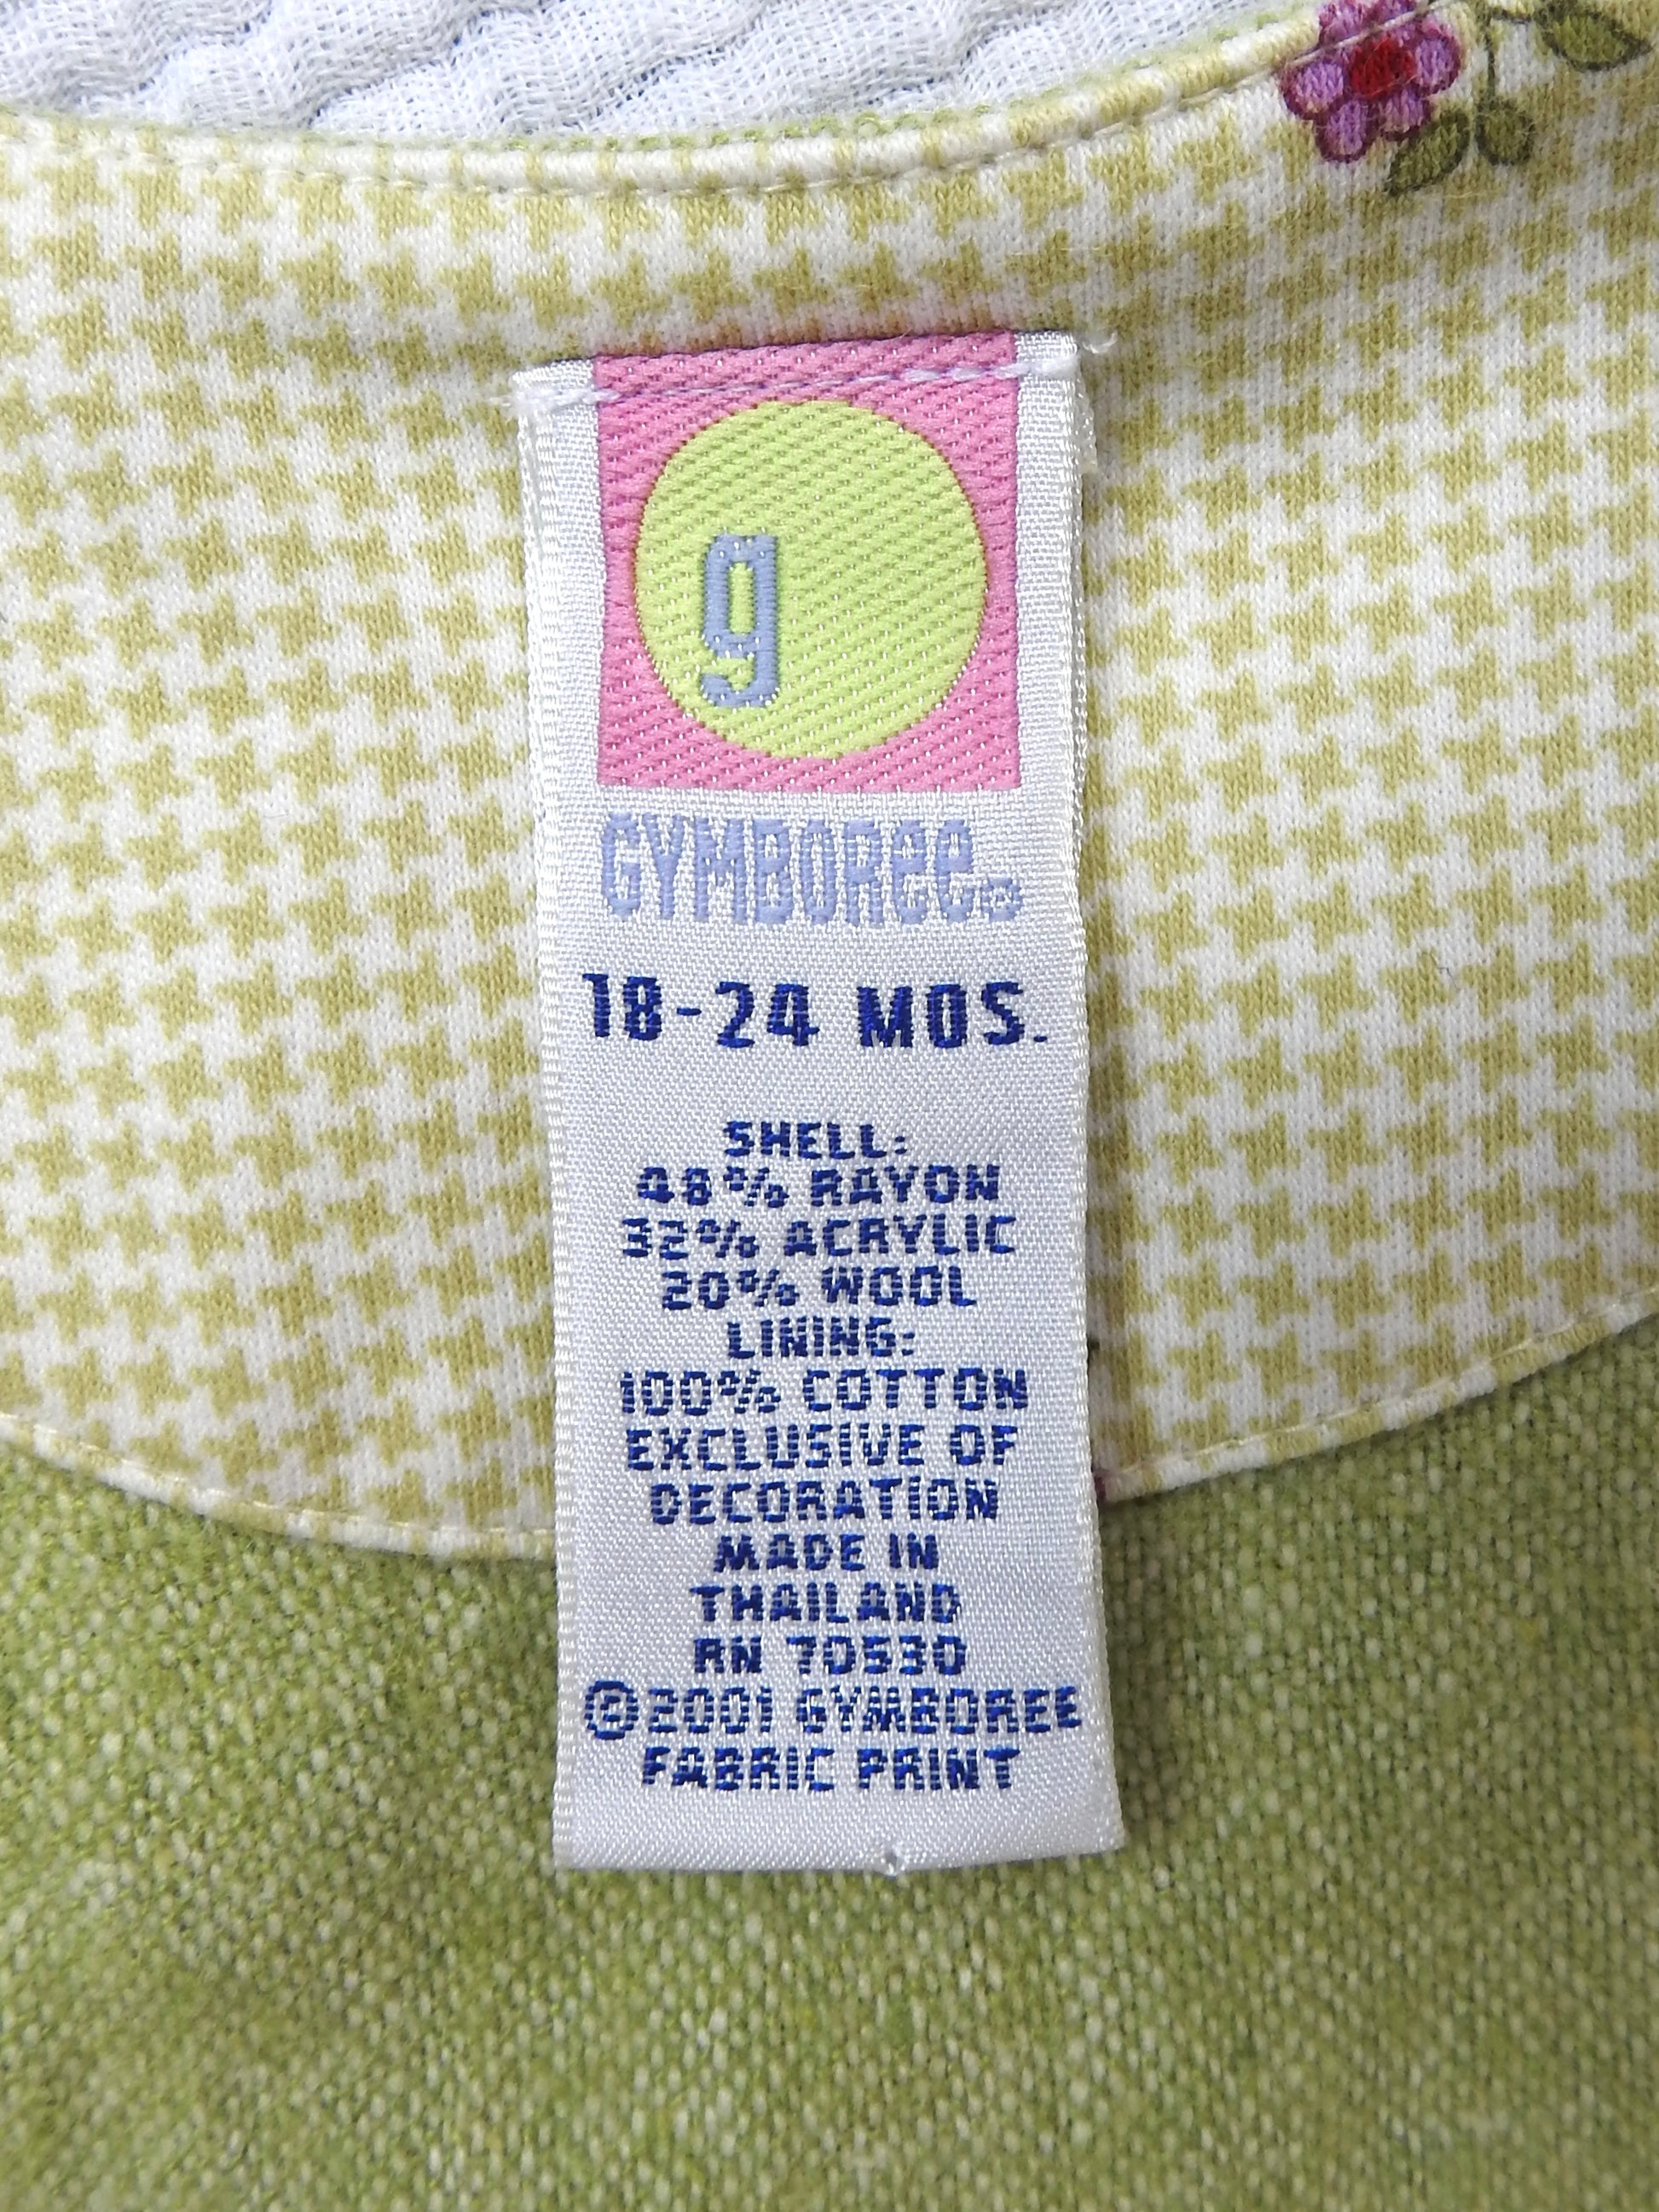 g
GYMBOREE®
18-24 MOS.
SHELL:
48% RAYON
32% ACRYLIC
20% WOOL
LINING:
100% COTTON
EXCLUSIVE OF
DECORATION
MADE IN
THAILAND
RN 70530
©2001 GYMBOREE
FABRIC PRINT